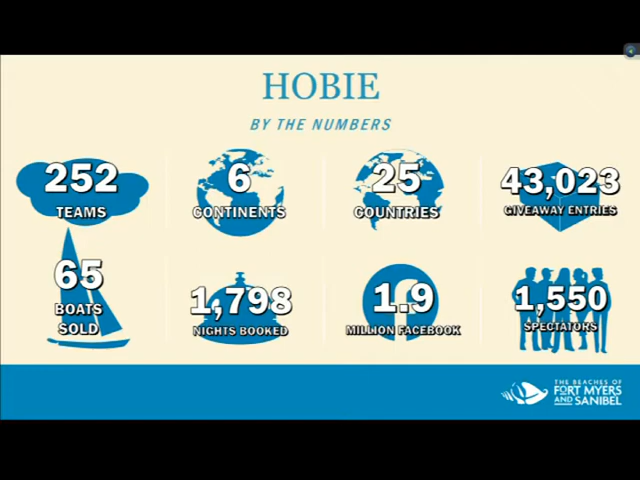 HOBIE
BY THE NUMBERS
252
TEAMS
6
CONTINENTS
25
COUNTRIES
43,023
GIVEAWAY ENTRIES
65
BOATS
SOLD
1,798
NIGHTS BOOKED
1.9
MILLION FACEBOOK
1,550
SPECTATORS
THE BEACHES OF
FORT MYERS
AND SANIBEL